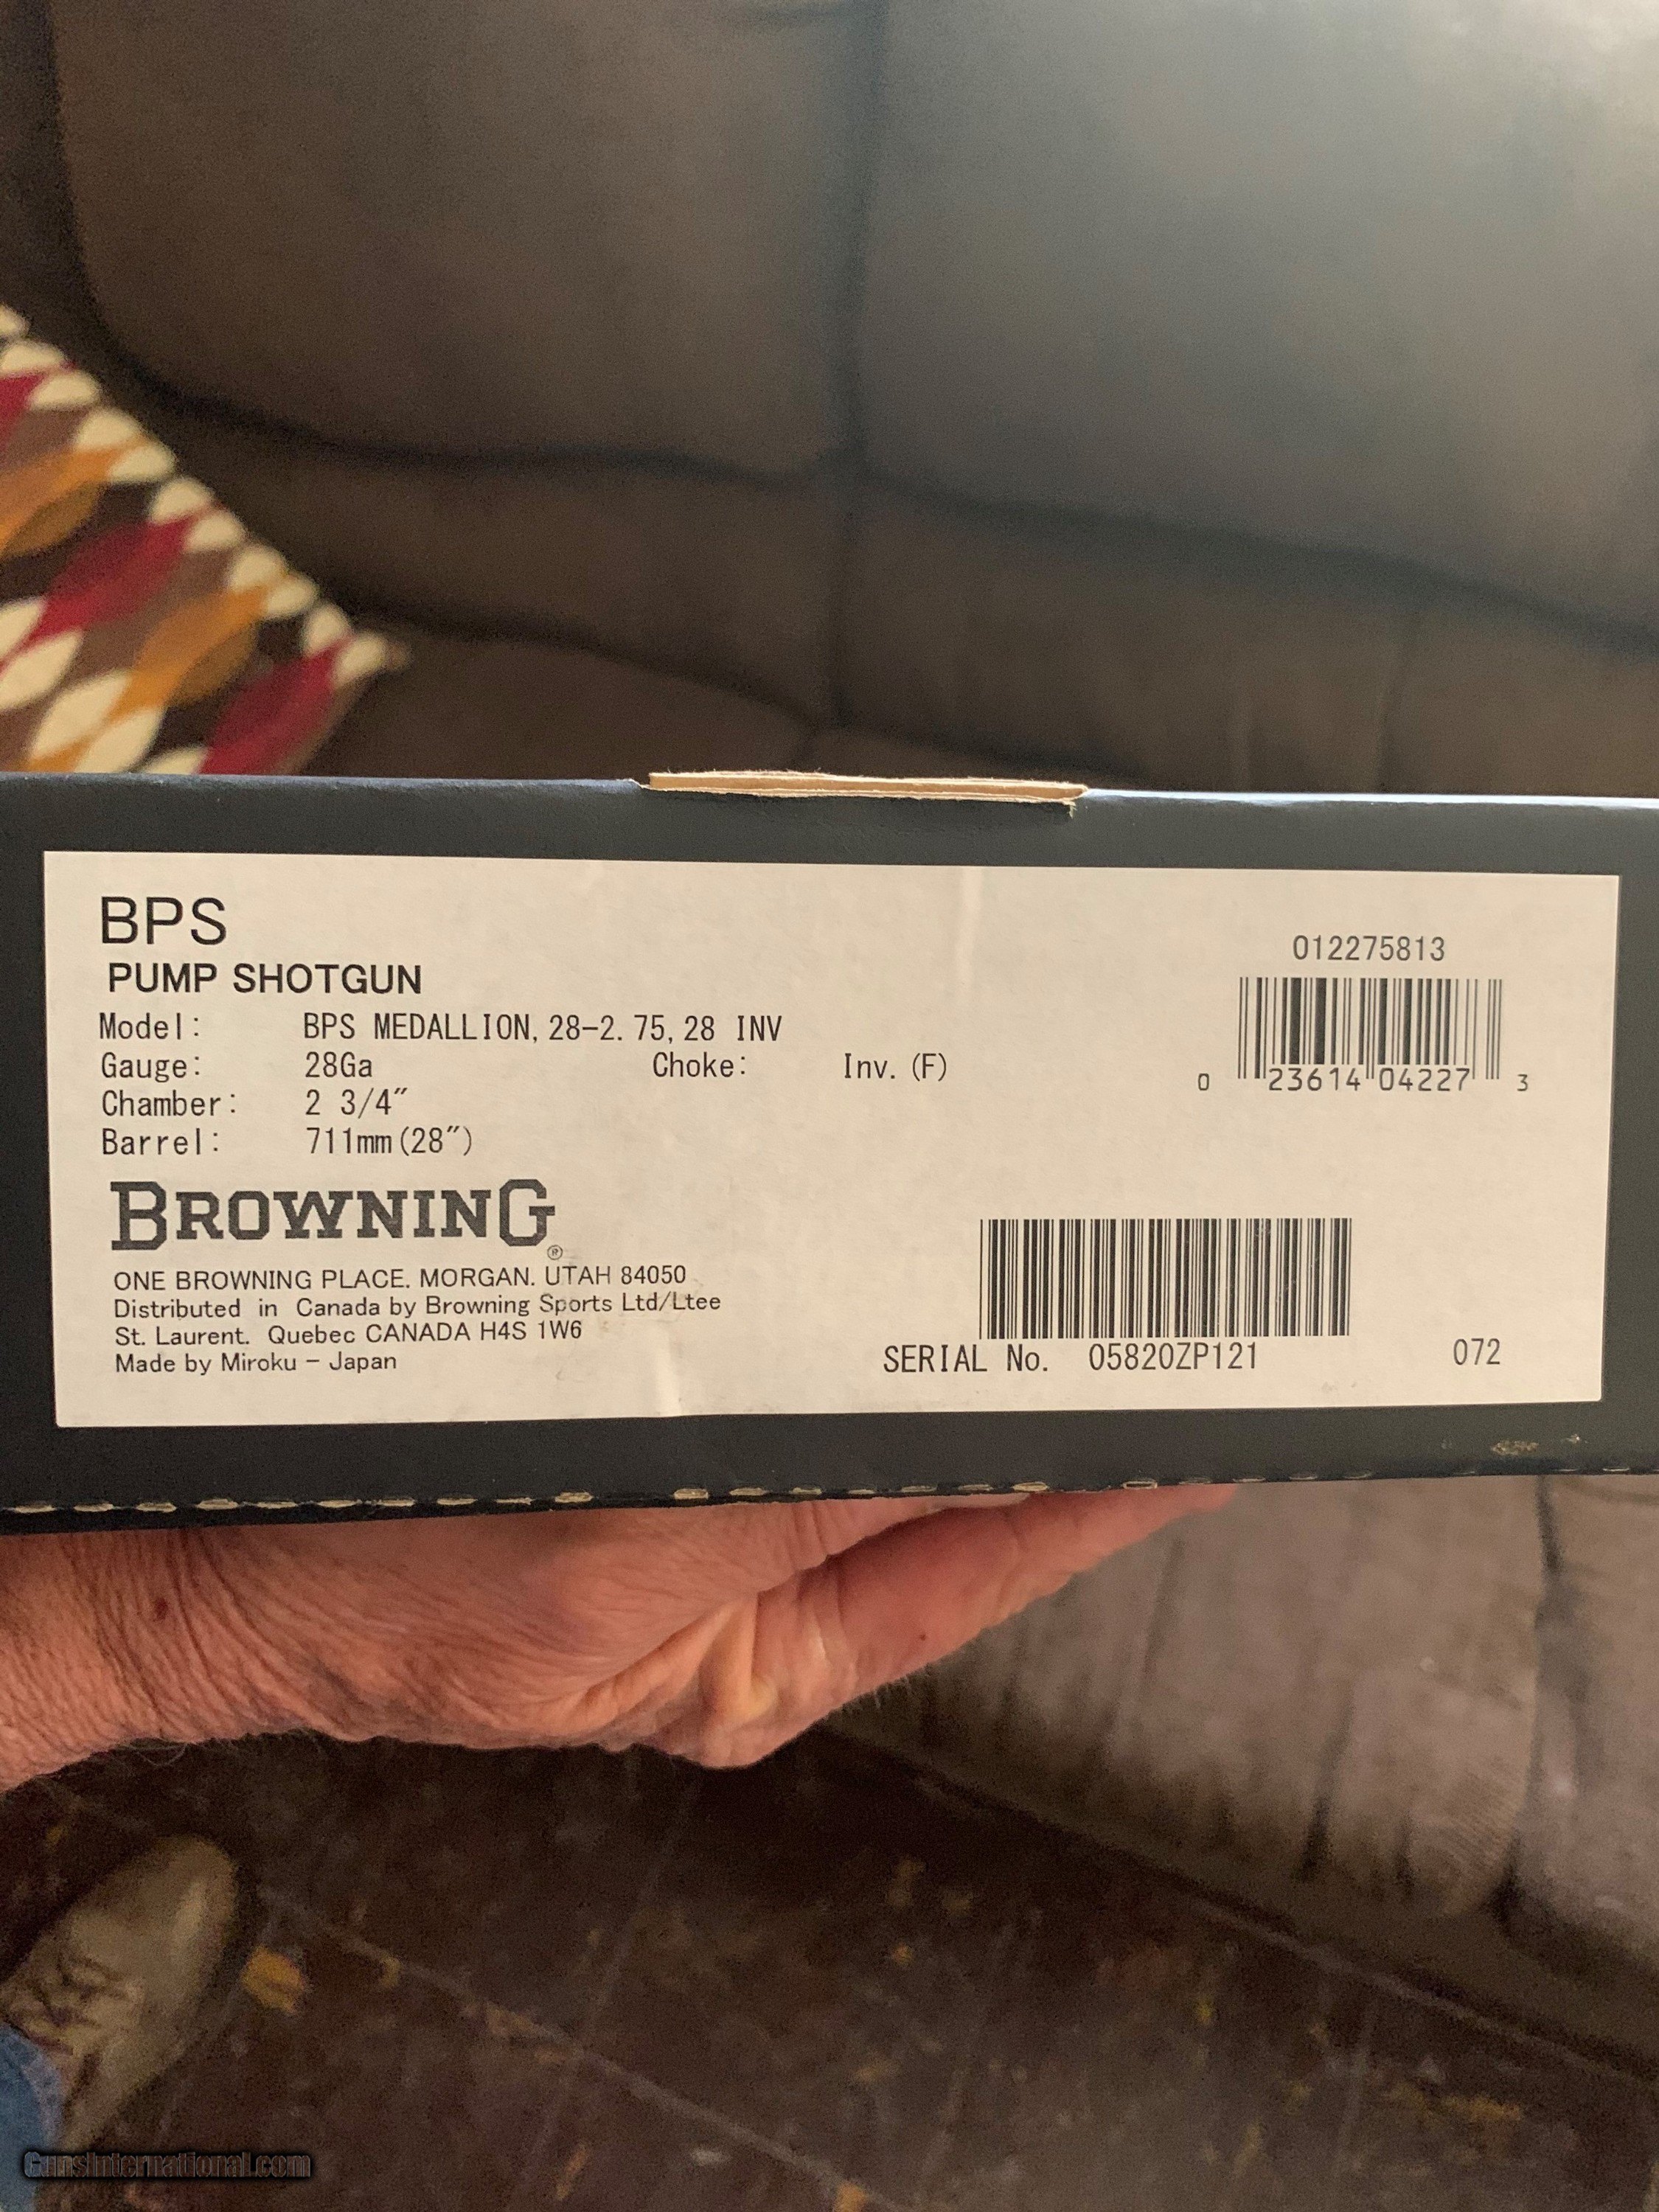 BPS
PUMP SHOTGUN
Model: BPS MEDALLION, 28-2.75, 28 INV
Gauge: 28Ga Choke: Inv. (F)
Chamber: 2 3/4"
Barrel: 711mm (28")
012275813
0 23614 04227 3
BROWNING®
ONE BROWNING PLACE. MORGAN. UTAH 84050
Distributed in Canada by Browning Sports Ltd/Ltee
St. Laurent. Quebec CANADA H4S 1W6
Made by Miroku - Japan
SERIAL No. 05820ZP121 072
GunsInternational.com